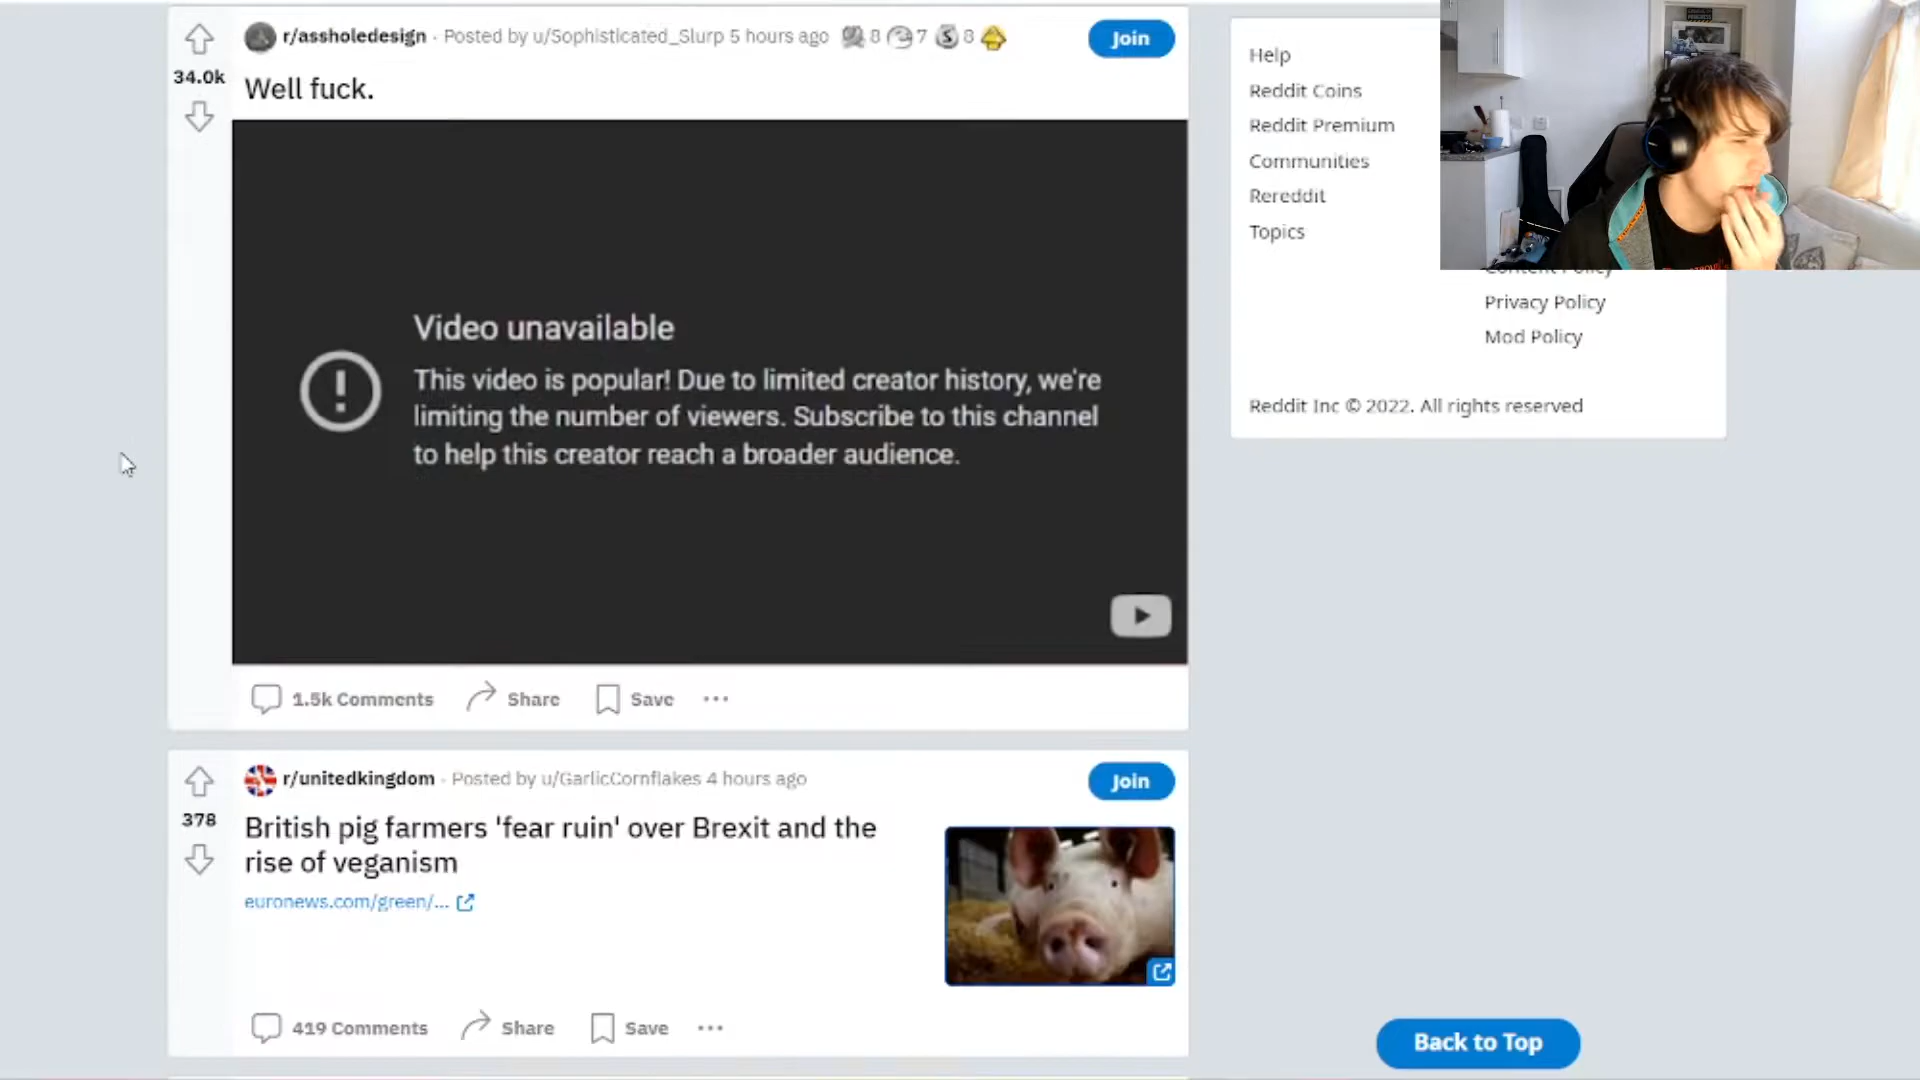 r/assholedesign · Posted by u/Sophisticated_Slurp 5 hours ago 8 7 8
Join
34.0k
Well fuck.
Video unavailable
This video is popular! Due to limited creator history, we're
limiting the number of viewers. Subscribe to this channel
to help this creator reach a broader audience.
1.5k Comments
Share
Save
r/unitedkingdom · Posted by u/GarlicCornflakes 4 hours ago
Join
378
British pig farmers 'fear ruin' over Brexit and the
rise of veganism
euronews.com/green/...
419 Comments
Share
Save
Help
Reddit Coins
Reddit Premium
Communities
Rereddit
Topics
Content Policy
Privacy Policy
Mod Policy
Reddit Inc © 2022. All rights reserved
Back to Top